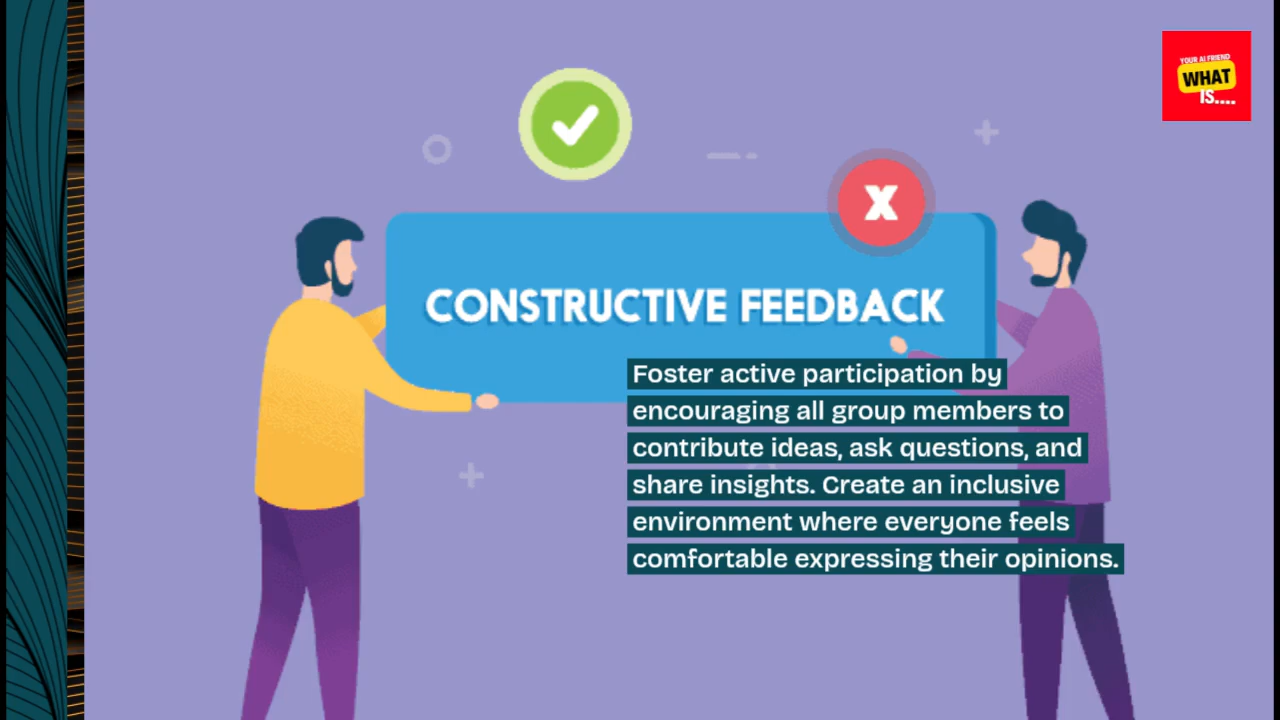 YOUR AI FRIEND
WHAT
IS....
X
CONSTRUCTIVE FEEDBACK
Foster active participation by
encouraging all group members to
contribute ideas, ask questions, and
share insights. Create an inclusive
environment where everyone feels
comfortable expressing their opinions.